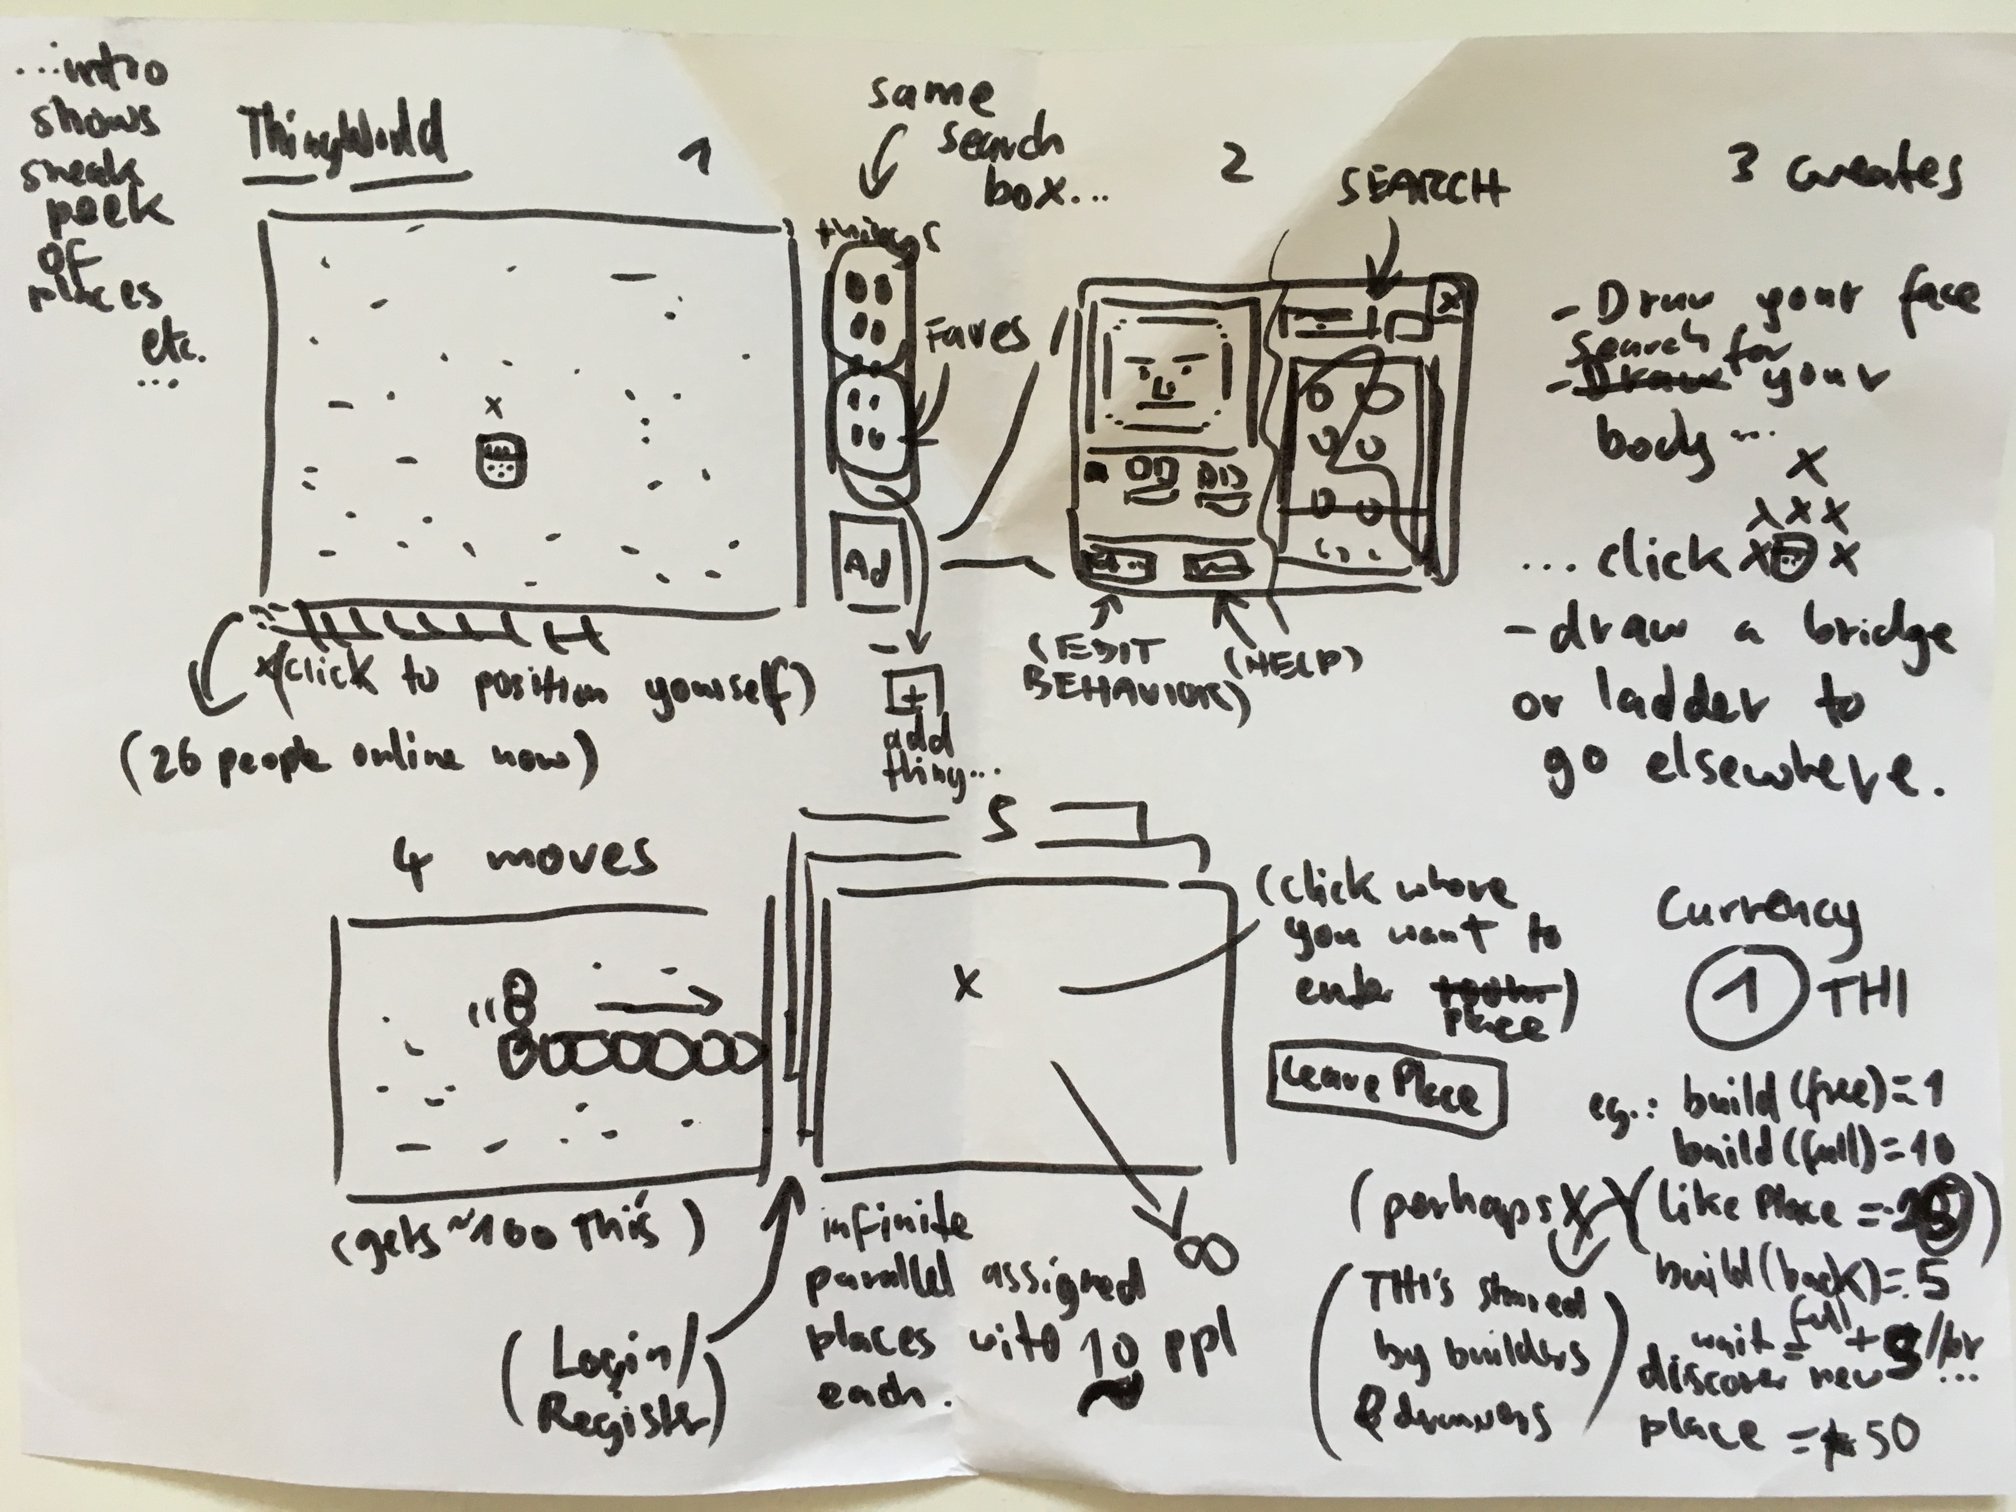 ...intro
shows
sneak
peek
of
places
etc.
...
ThingWorld
1
same
search
box...
things
Faves
Ad
+
add
thing...
(click to position yourself)
(26 people online now)
2
SEARCH
x
(EDIT
BEHAVIOR)
(HELP)
3 creates
- Draw your face
search for
- Draw your
body...
x
x x x
... click x x
- draw a bridge
or ladder to
go elsewhere.
4 moves
(gets ~100 Thi's)
(Login/
Register)
5
x
(click where
you want to
enter room)
place
Leave Place
infinite
parallel assigned
places with 10 ppl
each.
∞
Currency
1 THI
eg.: build (free) = 1
build (full) = 10
(perhaps
(like Place =
build (back) = 5
wait = full +
discover new ...
place = 50
(THI's shared
by builders
& drawers)